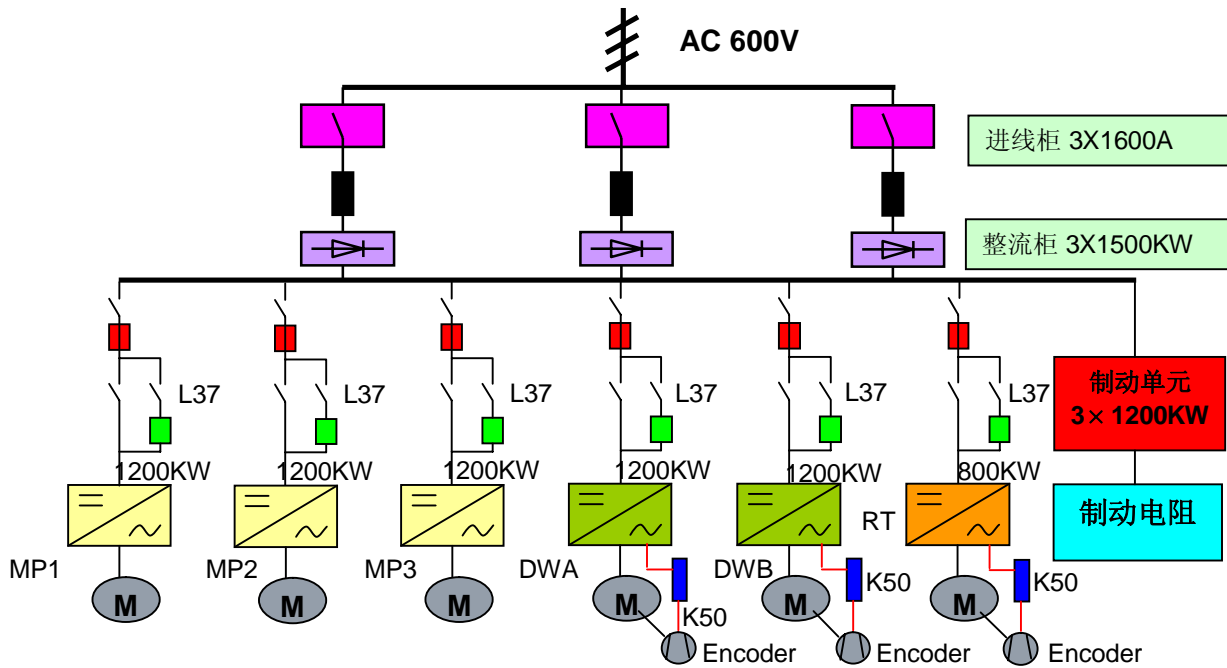 AC 600V
进线柜 3X1600A
整流柜 3X1500KW
L37
L37
L37
L37
L37
L37
制动单元
3×1200KW
1200KW
1200KW
1200KW
1200KW
1200KW
800KW
制动电阻
MP1
MP2
MP3
DWA
DWB
RT
M
M
M
M
M
M
K50
K50
K50
Encoder
Encoder
Encoder